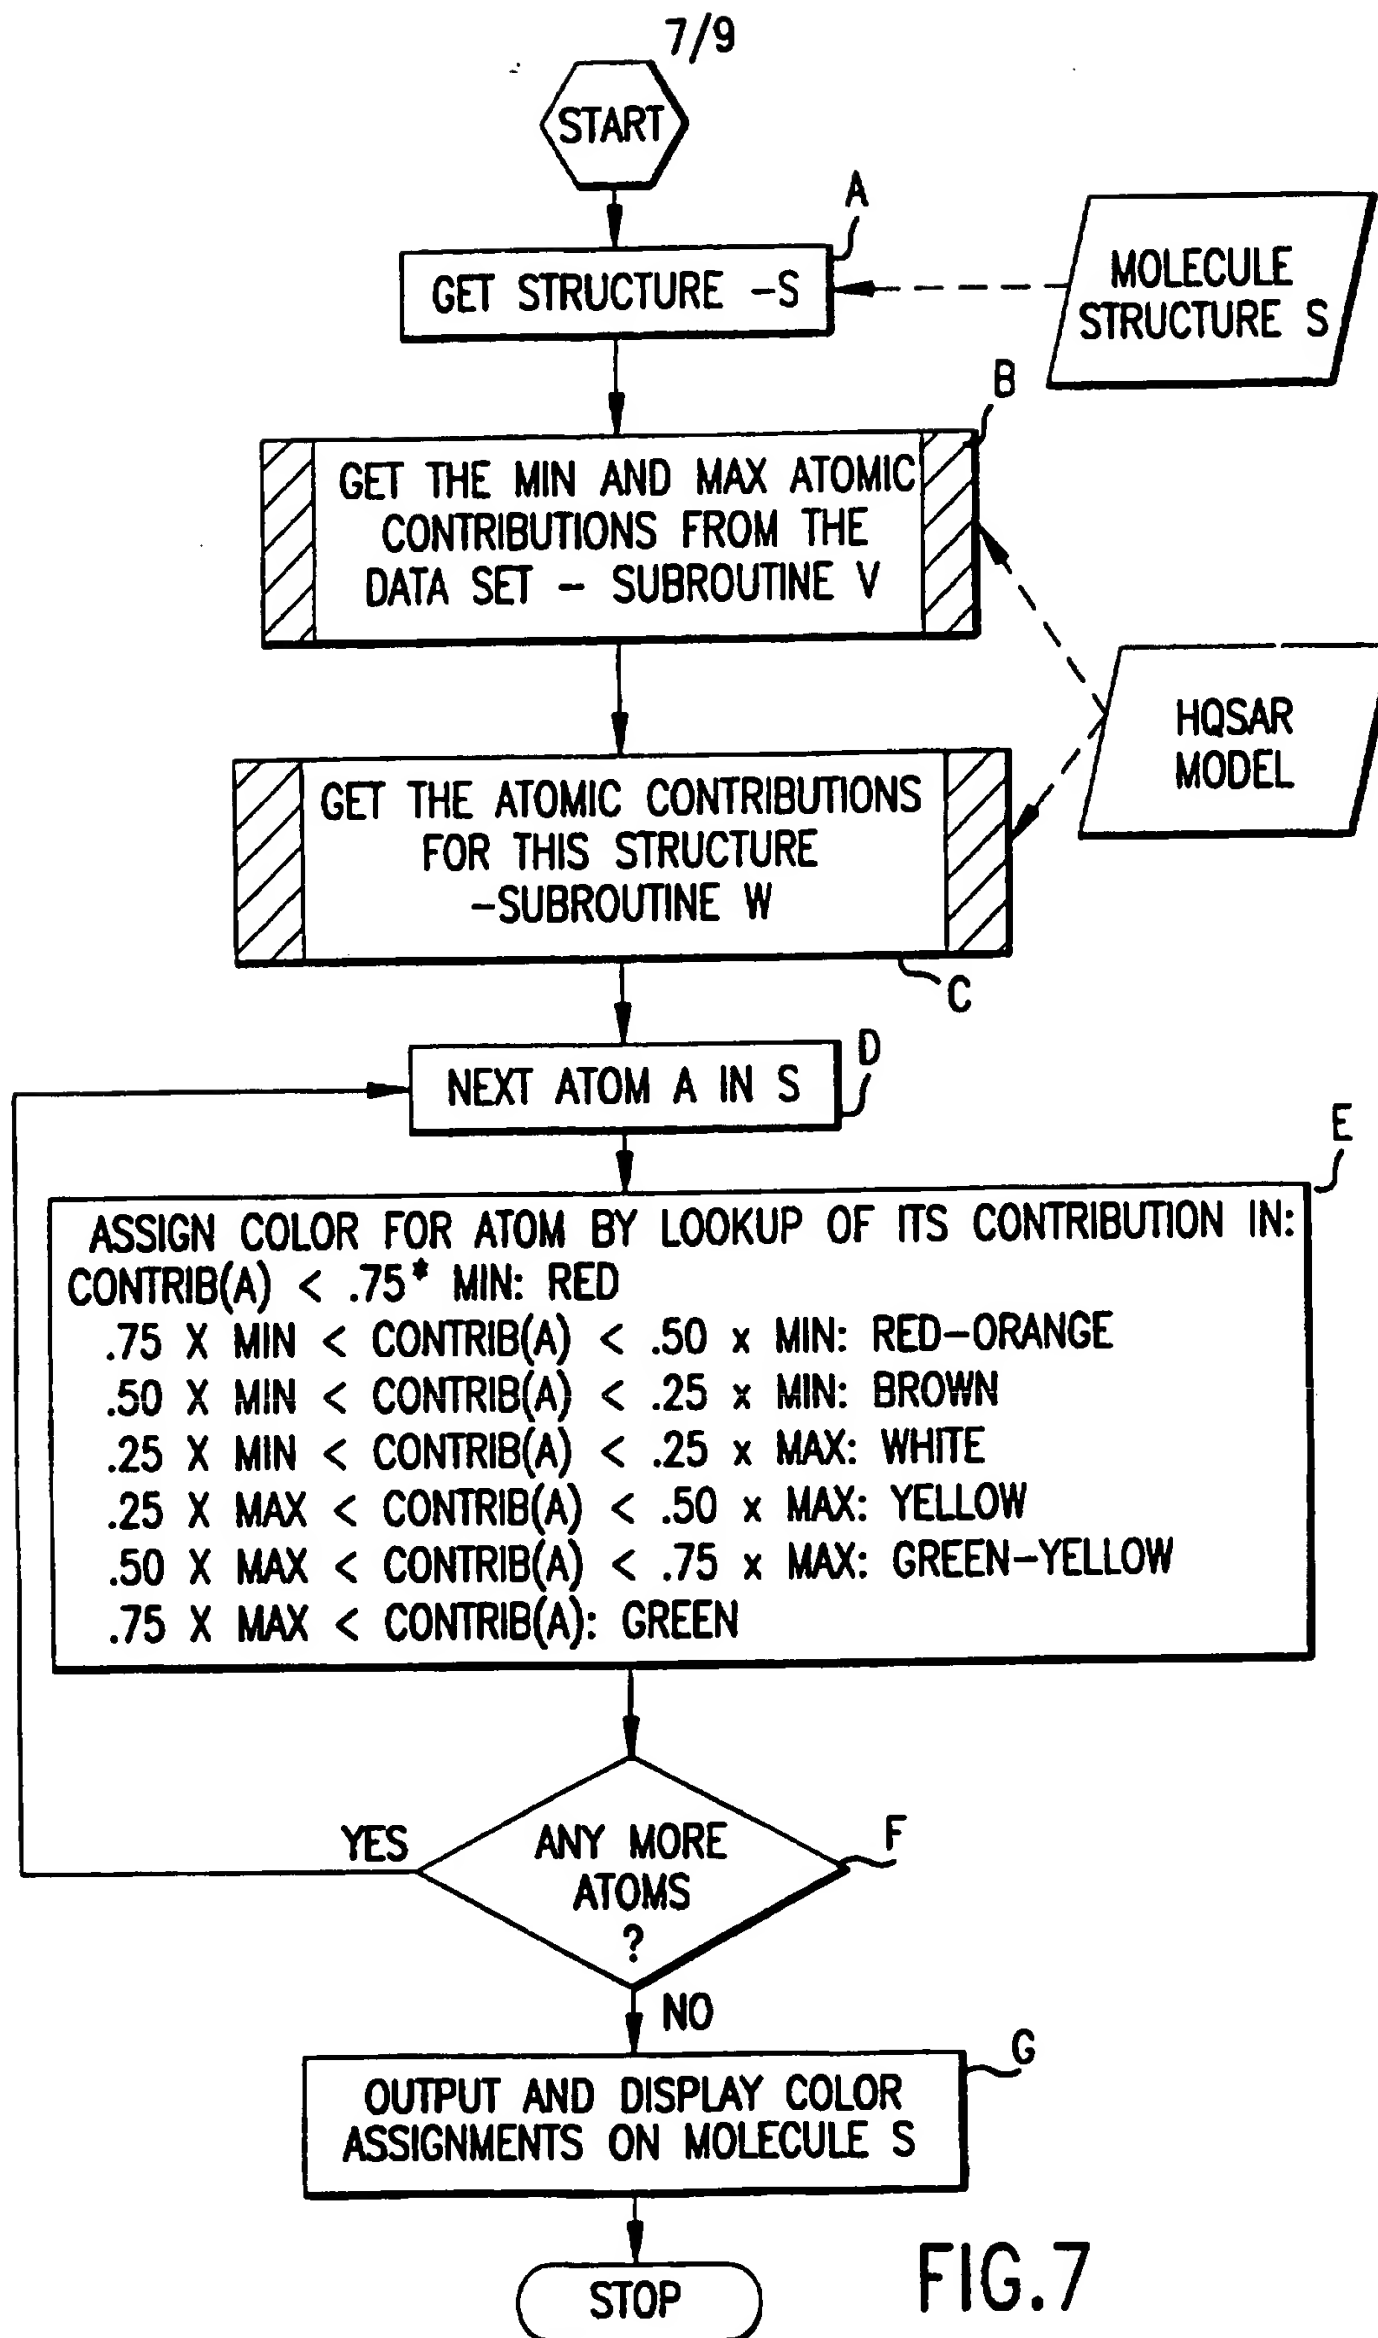 7/9
START
A
GET STRUCTURE -S
MOLECULE
STRUCTURE S
B
GET THE MIN AND MAX ATOMIC
CONTRIBUTIONS FROM THE
DATA SET - SUBROUTINE V
HQSAR
MODEL
GET THE ATOMIC CONTRIBUTIONS
FOR THIS STRUCTURE
-SUBROUTINE W
C
D
NEXT ATOM A IN S
E
ASSIGN COLOR FOR ATOM BY LOOKUP OF ITS CONTRIBUTION IN:
CONTRIB(A) < .75* MIN: RED
.75 X MIN < CONTRIB(A) < .50 x MIN: RED-ORANGE
.50 X MIN < CONTRIB(A) < .25 x MIN: BROWN
.25 X MIN < CONTRIB(A) < .25 x MAX: WHITE
.25 X MAX < CONTRIB(A) < .50 x MAX: YELLOW
.50 X MAX < CONTRIB(A) < .75 x MAX: GREEN-YELLOW
.75 X MAX < CONTRIB(A): GREEN
YES
ANY MORE
ATOMS
?
F
NO
G
OUTPUT AND DISPLAY COLOR
ASSIGNMENTS ON MOLECULE S
STOP
FIG.7